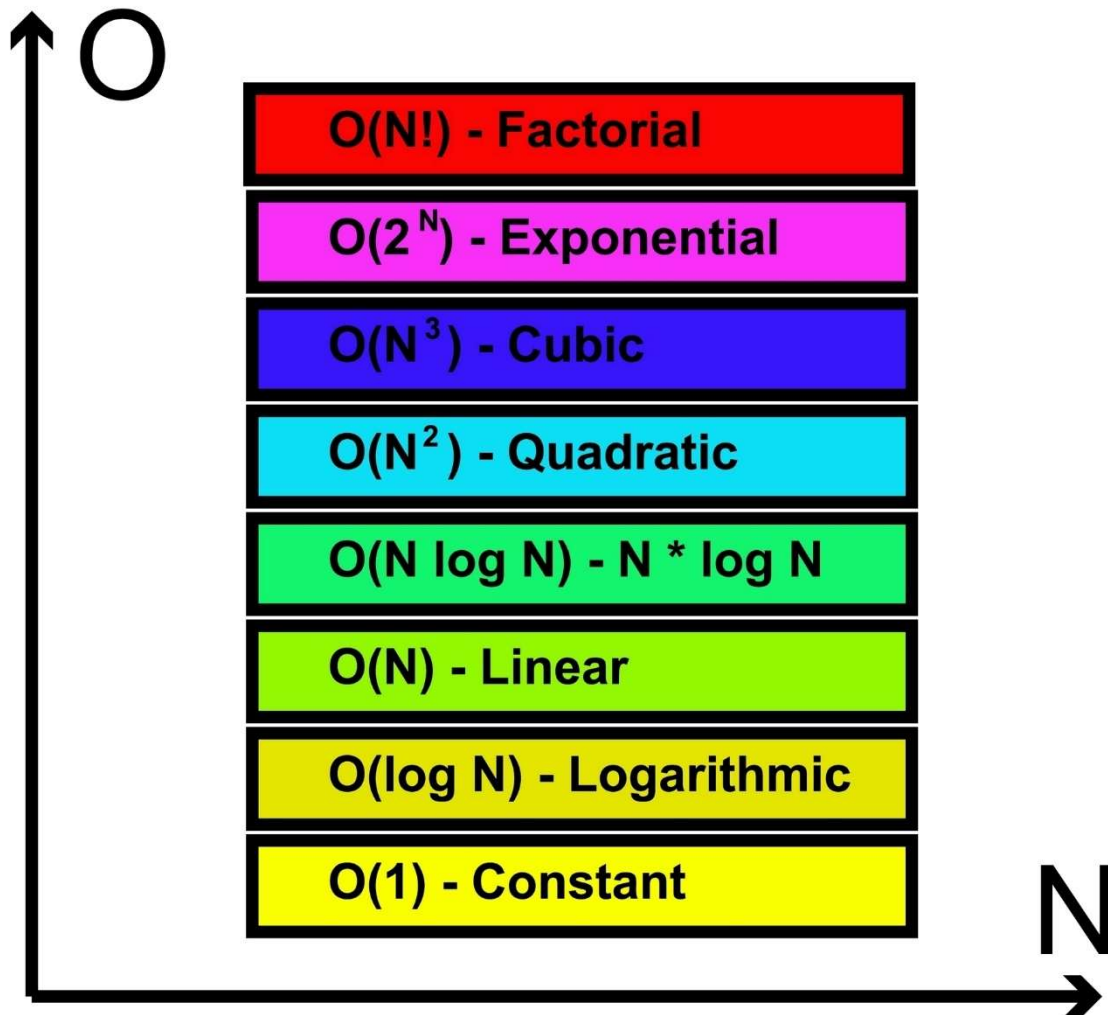 O
O(N!) - Factorial
O(2^N) - Exponential
O(N^3) - Cubic
O(N^2) - Quadratic
O(N log N) - N * log N
O(N) - Linear
O(log N) - Logarithmic
O(1) - Constant
N